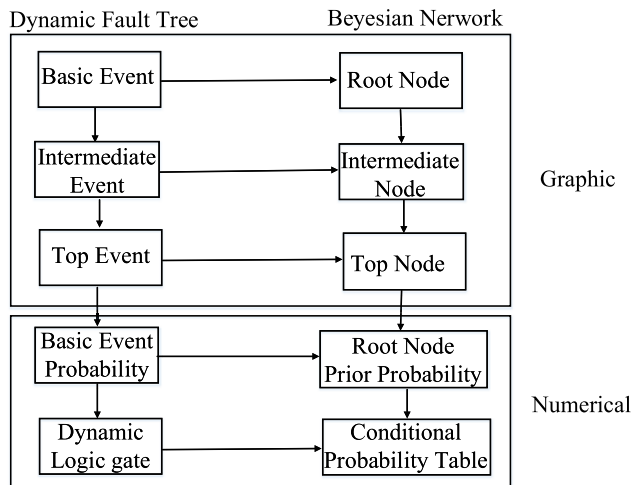 Dynamic Fault Tree
Beyesian Nerwork
Basic Event
Root Node
Intermediate
Event
Intermediate
Node
Graphic
Top Event
Top Node
Basic Event
Probability
Root Node
Prior Probability
Numerical
Dynamic
Logic gate
Conditional
Probability Table